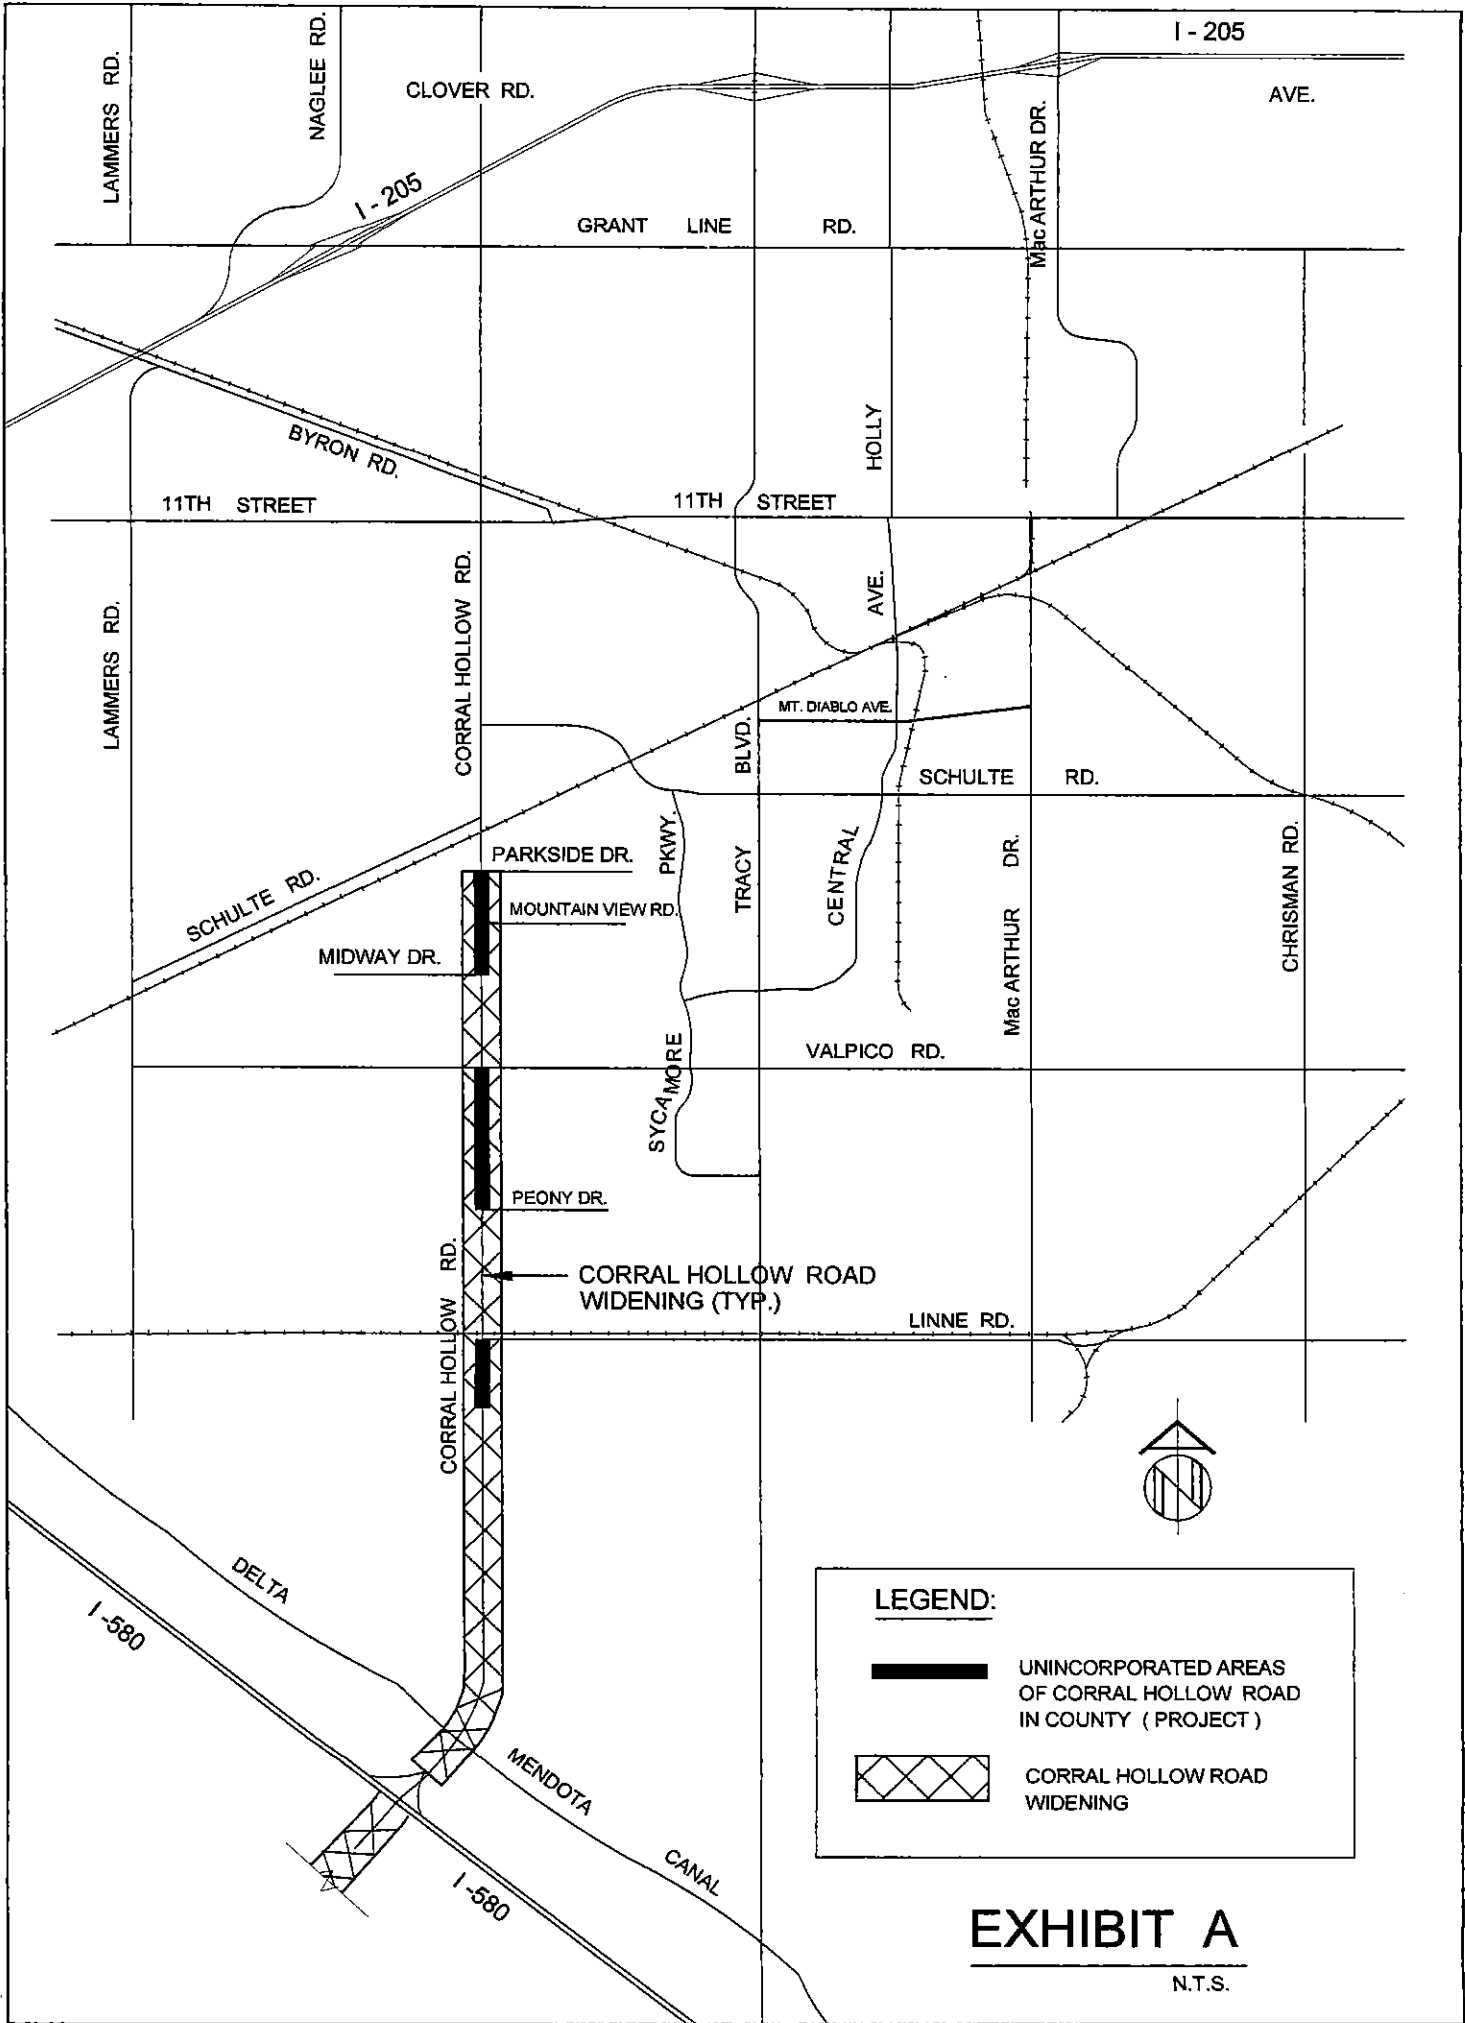 I - 205
LAMMERS RD.
NAGLEE RD.
CLOVER RD.
AVE.
Mac ARTHUR DR.
I - 205
GRANT LINE RD.
HOLLY
BYRON RD.
11TH STREET
11TH STREET
LAMMERS RD.
CORRAL HOLLOW RD.
AVE.
MT. DIABLO AVE.
BLVD.
SCHULTE RD.
PKWY.
TRACY
CENTRAL
Mac ARTHUR DR.
CHRISMAN RD.
SCHULTE RD.
PARKSIDE DR.
MOUNTAIN VIEW RD.
MIDWAY DR.
SYCAMORE
VALPICO RD.
PEONY DR.
CORRAL HOLLOW RD.
CORRAL HOLLOW ROAD
WIDENING (TYP.)
LINNE RD.
N
DELTA
I -580
MENDOTA
CANAL
I -580
LEGEND:
UNINCORPORATED AREAS
OF CORRAL HOLLOW ROAD
IN COUNTY ( PROJECT )
CORRAL HOLLOW ROAD
WIDENING
EXHIBIT A
N.T.S.